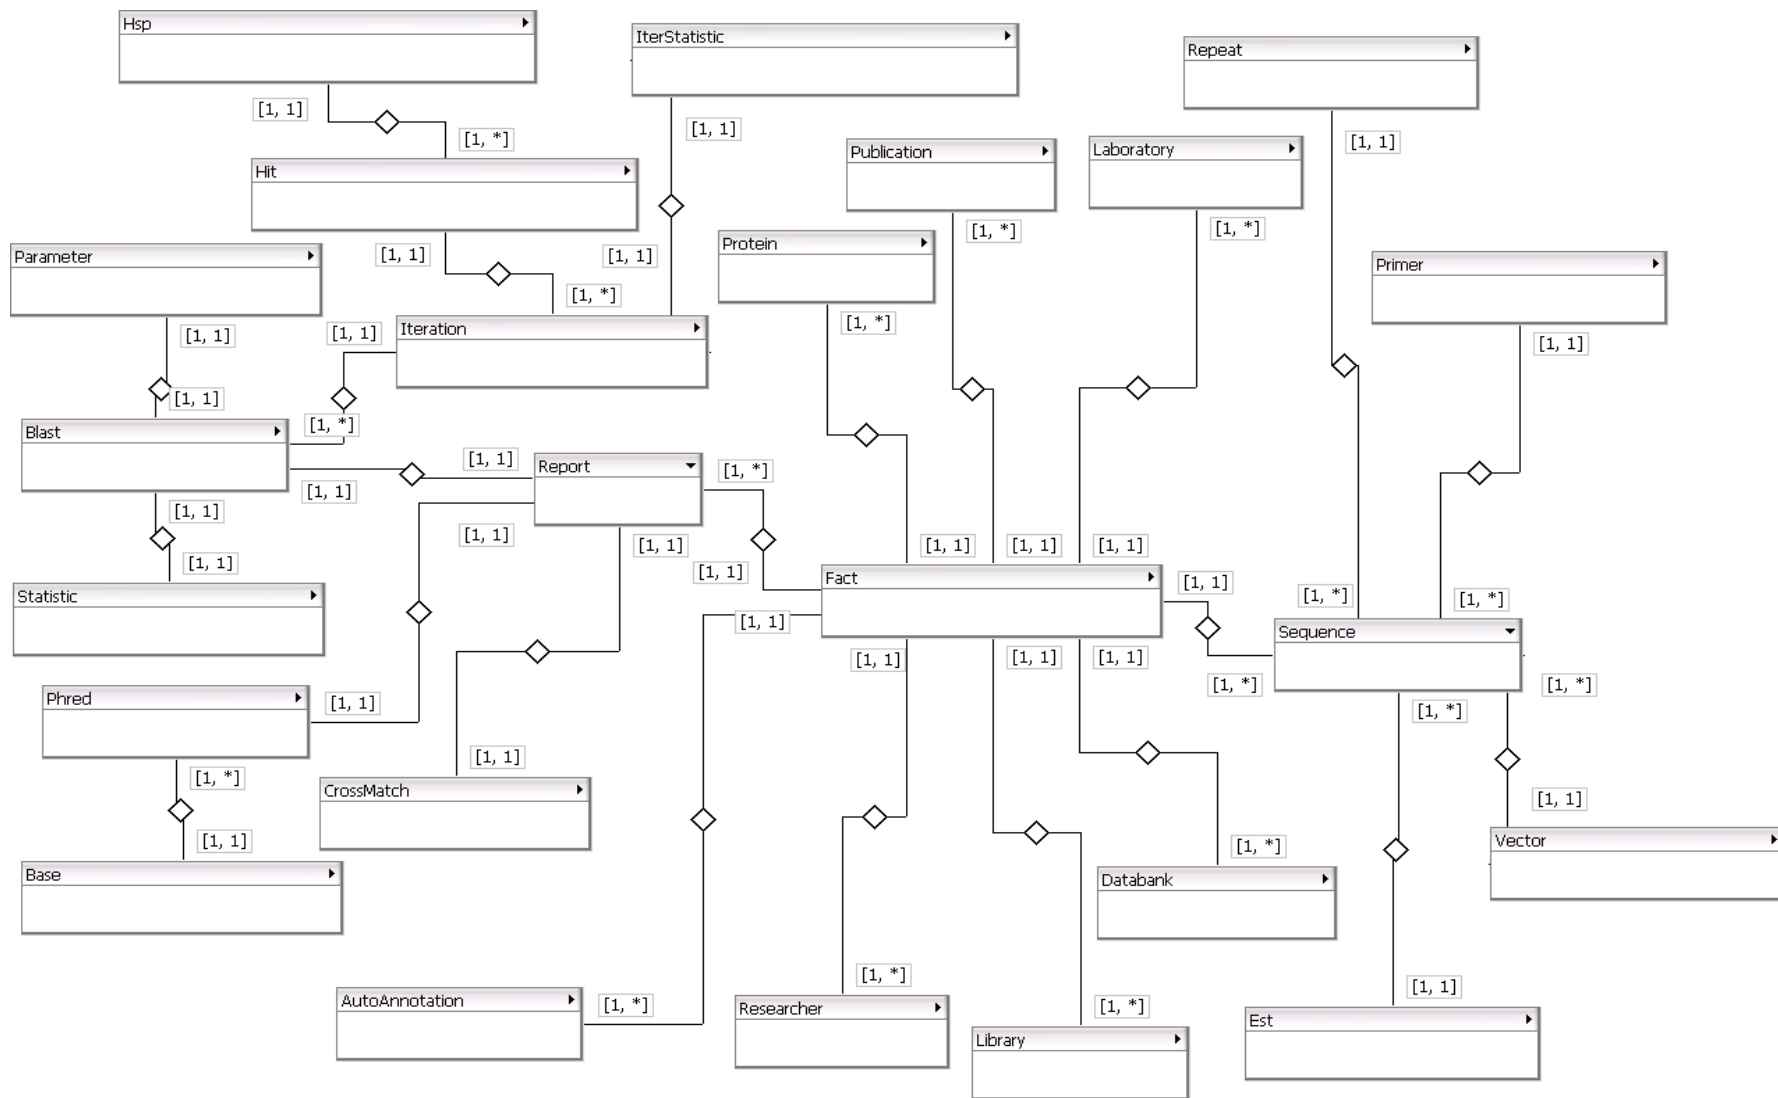 Hsp
IterStatistic
Repeat
[1, 1]
[1, 1]
[1, *]
[1, 1]
Publication
Laboratory
Hit
[1, *]
[1, *]
Protein
Parameter
[1, 1]
[1, 1]
Primer
[1, *]
[1, *]
Iteration
[1, 1]
[1, 1]
[1, 1]
[1, 1]
[1, *]
Blast
[1, 1]
Report
[1, *]
[1, 1]
[1, 1]
[1, 1]
[1, 1]
[1, 1]
[1, 1]
[1, 1]
[1, 1]
[1, 1]
Fact
[1, 1]
[1, *]
[1, *]
Statistic
[1, 1]
Sequence
[1, 1]
[1, 1]
[1, 1]
[1, *]
[1, *]
[1, *]
Phred
[1, 1]
[1, 1]
[1, *]
CrossMatch
[1, 1]
[1, 1]
Vector
[1, *]
Base
Databank
[1, *]
[1, 1]
AutoAnnotation
[1, *]
Researcher
[1, *]
Est
Library